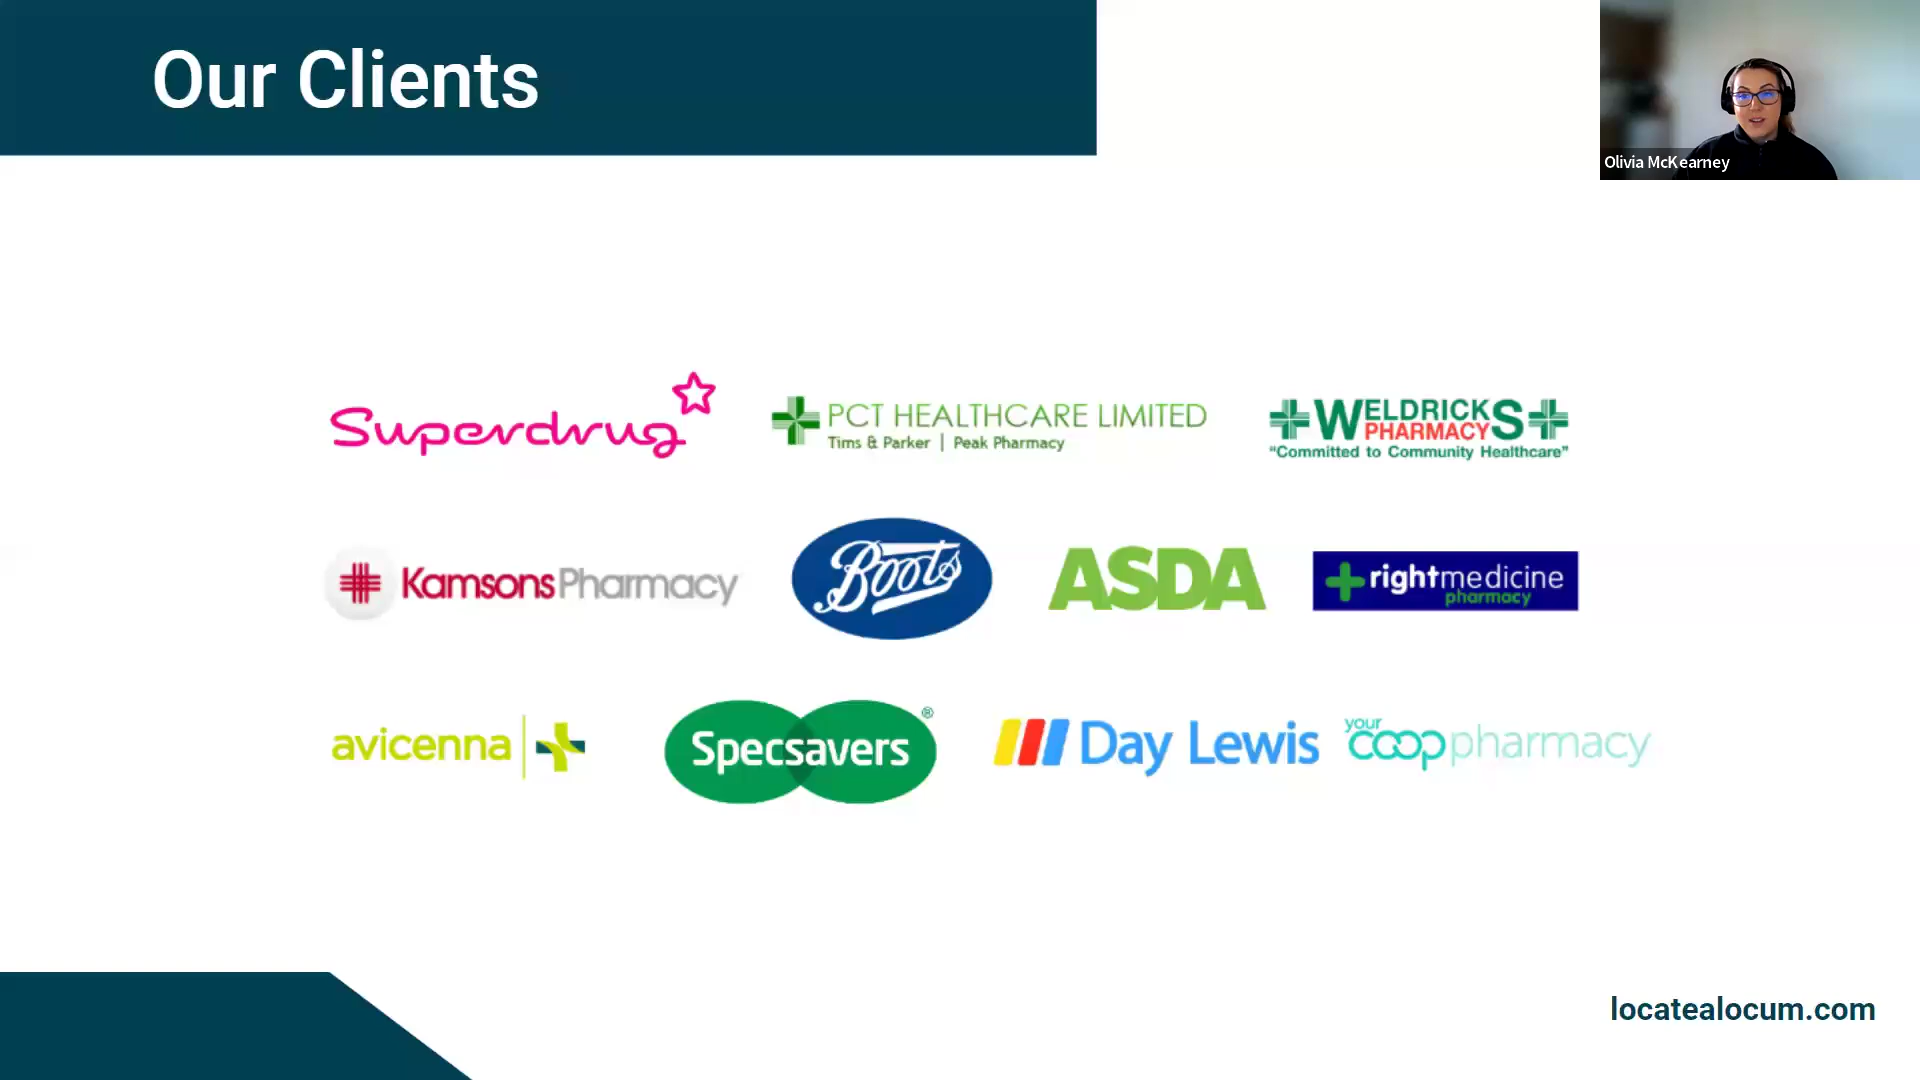 Our Clients
Olivia McKearney
Superdrug
PCT HEALTHCARE LIMITED
Tims & Parker | Peak Pharmacy
WELDRICKS
PHARMACY
"Committed to Community Healthcare"
KamsonsPharmacy
Boots
ASDA
rightmedicine
pharmacy
avicenna
Specsavers®
Day Lewis
your
coop pharmacy
locatealocum.com